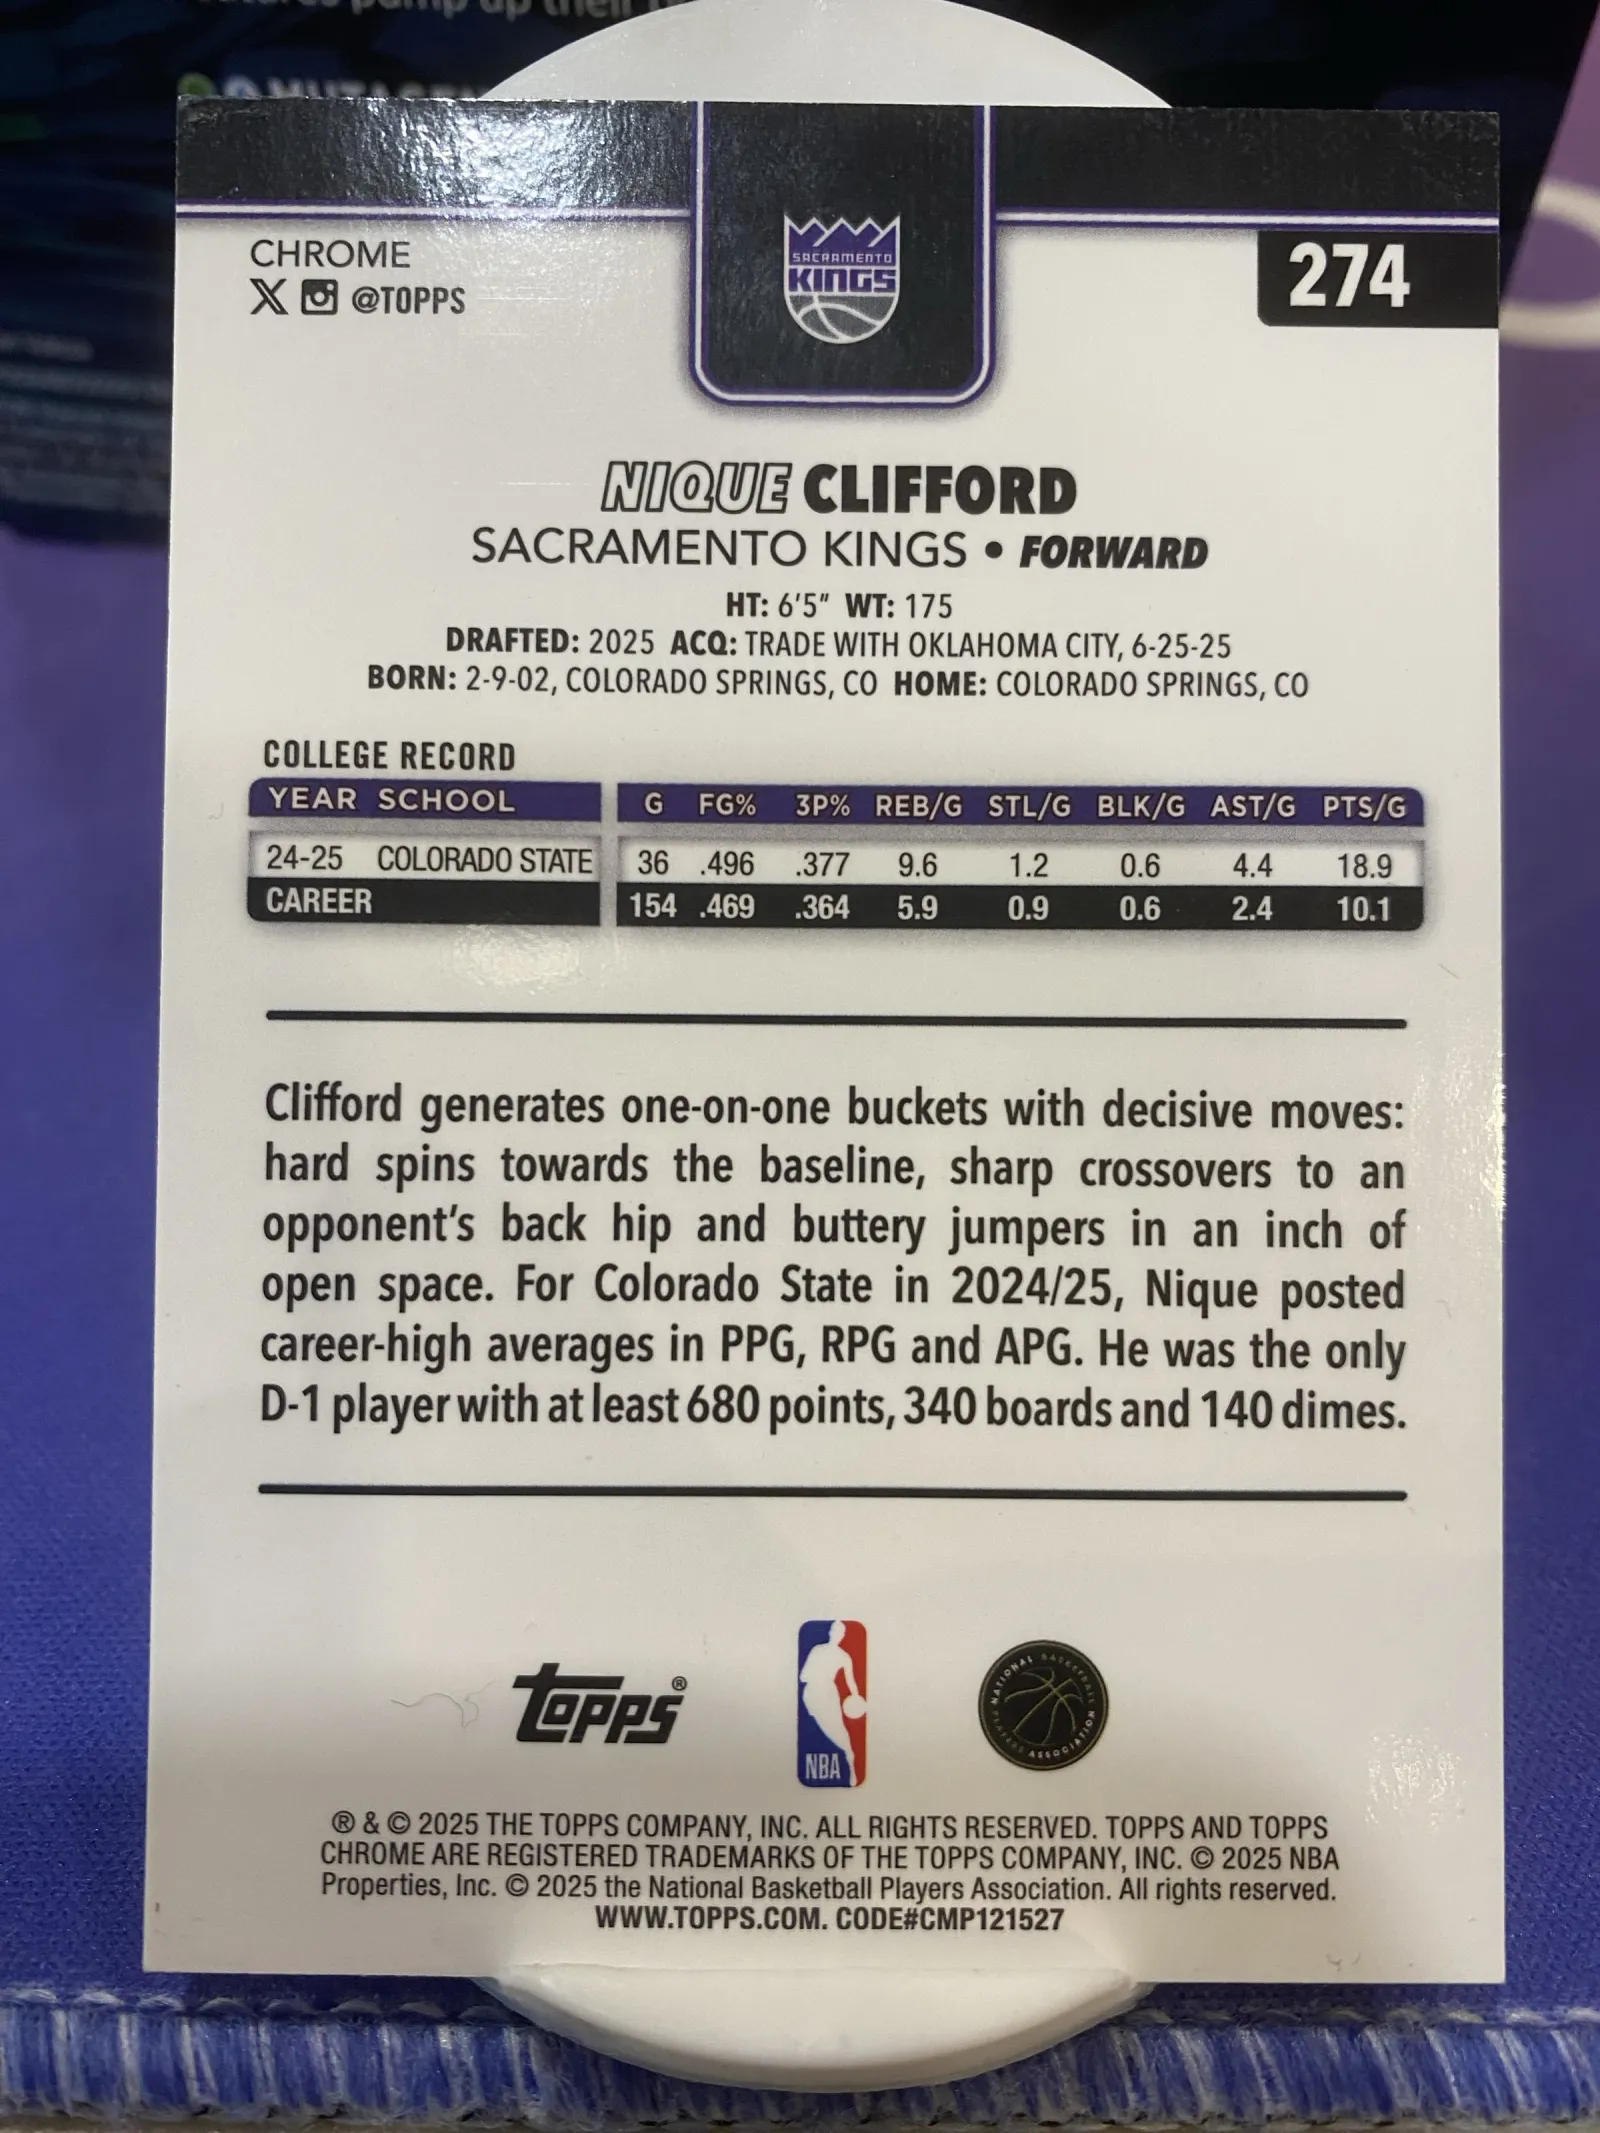 pump up their
MUTAGEN
CHROME
X @TOPPS
274
SACRAMENTO
KINGS
NIQUE CLIFFORD
SACRAMENTO KINGS • FORWARD
HT: 6'5" WT: 175
DRAFTED: 2025 ACQ: TRADE WITH OKLAHOMA CITY, 6-25-25
BORN: 2-9-02, COLORADO SPRINGS, CO HOME: COLORADO SPRINGS, CO
COLLEGE RECORD
YEAR SCHOOL G FG% 3P% REB/G STL/G BLK/G AST/G PTS/G
24-25 COLORADO STATE 36 .496 .377 9.6 1.2 0.6 4.4 18.9
CAREER 154 .469 .364 5.9 0.9 0.6 2.4 10.1
Clifford generates one-on-one buckets with decisive moves:
hard spins towards the baseline, sharp crossovers to an
opponent's back hip and buttery jumpers in an inch of
open space. For Colorado State in 2024/25, Nique posted
career-high averages in PPG, RPG and APG. He was the only
D-1 player with at least 680 points, 340 boards and 140 dimes.
topps®
NBA
NATIONAL BASKETBALL PLAYERS ASSOCIATION
® & © 2025 THE TOPPS COMPANY, INC. ALL RIGHTS RESERVED. TOPPS AND TOPPS
CHROME ARE REGISTERED TRADEMARKS OF THE TOPPS COMPANY, INC. © 2025 NBA
Properties, Inc. © 2025 the National Basketball Players Association. All rights reserved.
WWW.TOPPS.COM. CODE#CMP121527